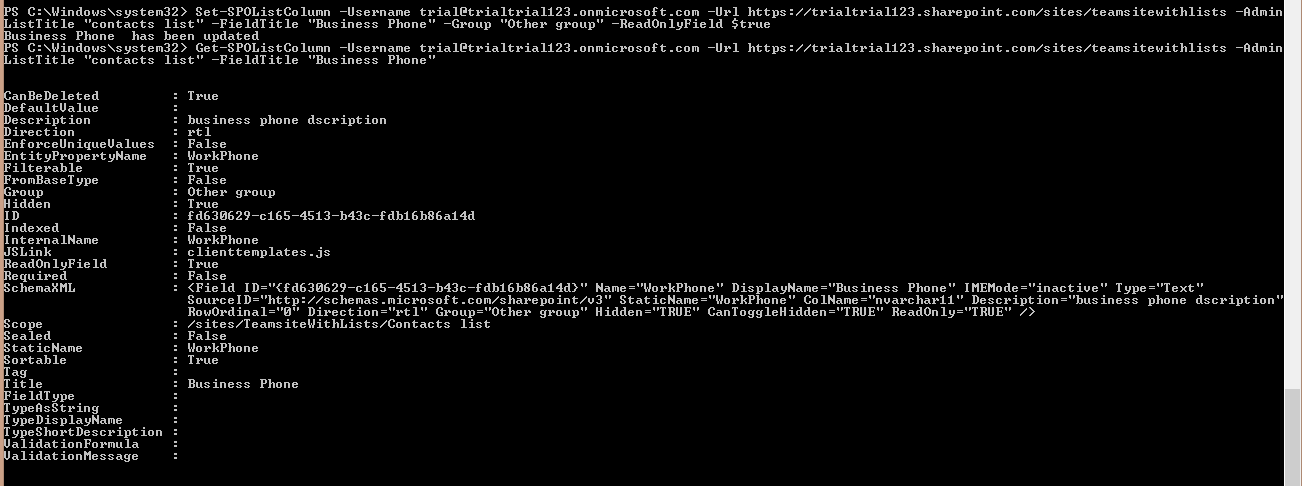 PS C:\Windows\system32> Set-SPOListColumn -Username trial@trialtrial123.onmicrosoft.com -Url https://trialtrial123.sharepoint.com/sites/teamsitewithlists -Admin
ListTitle "contacts list" -FieldTitle "Business Phone" -Group "Other group" -ReadOnlyField $true
Business Phone  has been updated
PS C:\Windows\system32> Get-SPOListColumn -Username trial@trialtrial123.onmicrosoft.com -Url https://trialtrial123.sharepoint.com/sites/teamsitewithlists -Admin
ListTitle "contacts list" -FieldTitle "Business Phone"
CanBeDeleted : True
DefaultValue :
Description : business phone dscription
Direction : rtl
EnforceUniqueValues : False
EntityPropertyName : WorkPhone
Filterable : True
FromBaseType : False
Group : Other group
Hidden : True
ID : fd630629-c165-4513-b43c-fdb16b86a14d
Indexed : False
InternalName : WorkPhone
JSLink : clienttemplates.js
ReadOnlyField : True
Required : False
SchemaXML : <Field ID="{fd630629-c165-4513-b43c-fdb16b86a14d}" Name="WorkPhone" DisplayName="Business Phone" IMEMode="inactive" Type="Text"
SourceID="http://schemas.microsoft.com/sharepoint/v3" StaticName="WorkPhone" ColName="nvarchar11" Description="business phone dscription"
RowOrdinal="0" Direction="rtl" Group="Other group" Hidden="TRUE" CanToggleHidden="TRUE" ReadOnly="TRUE" />
Scope : /sites/TeamsiteWithLists/Contacts list
Sealed : False
StaticName : WorkPhone
Sortable : True
Tag :
Title : Business Phone
FieldType :
TypeAsString :
TypeDisplayName :
TypeShortDescription :
ValidationFormula :
ValidationMessage :